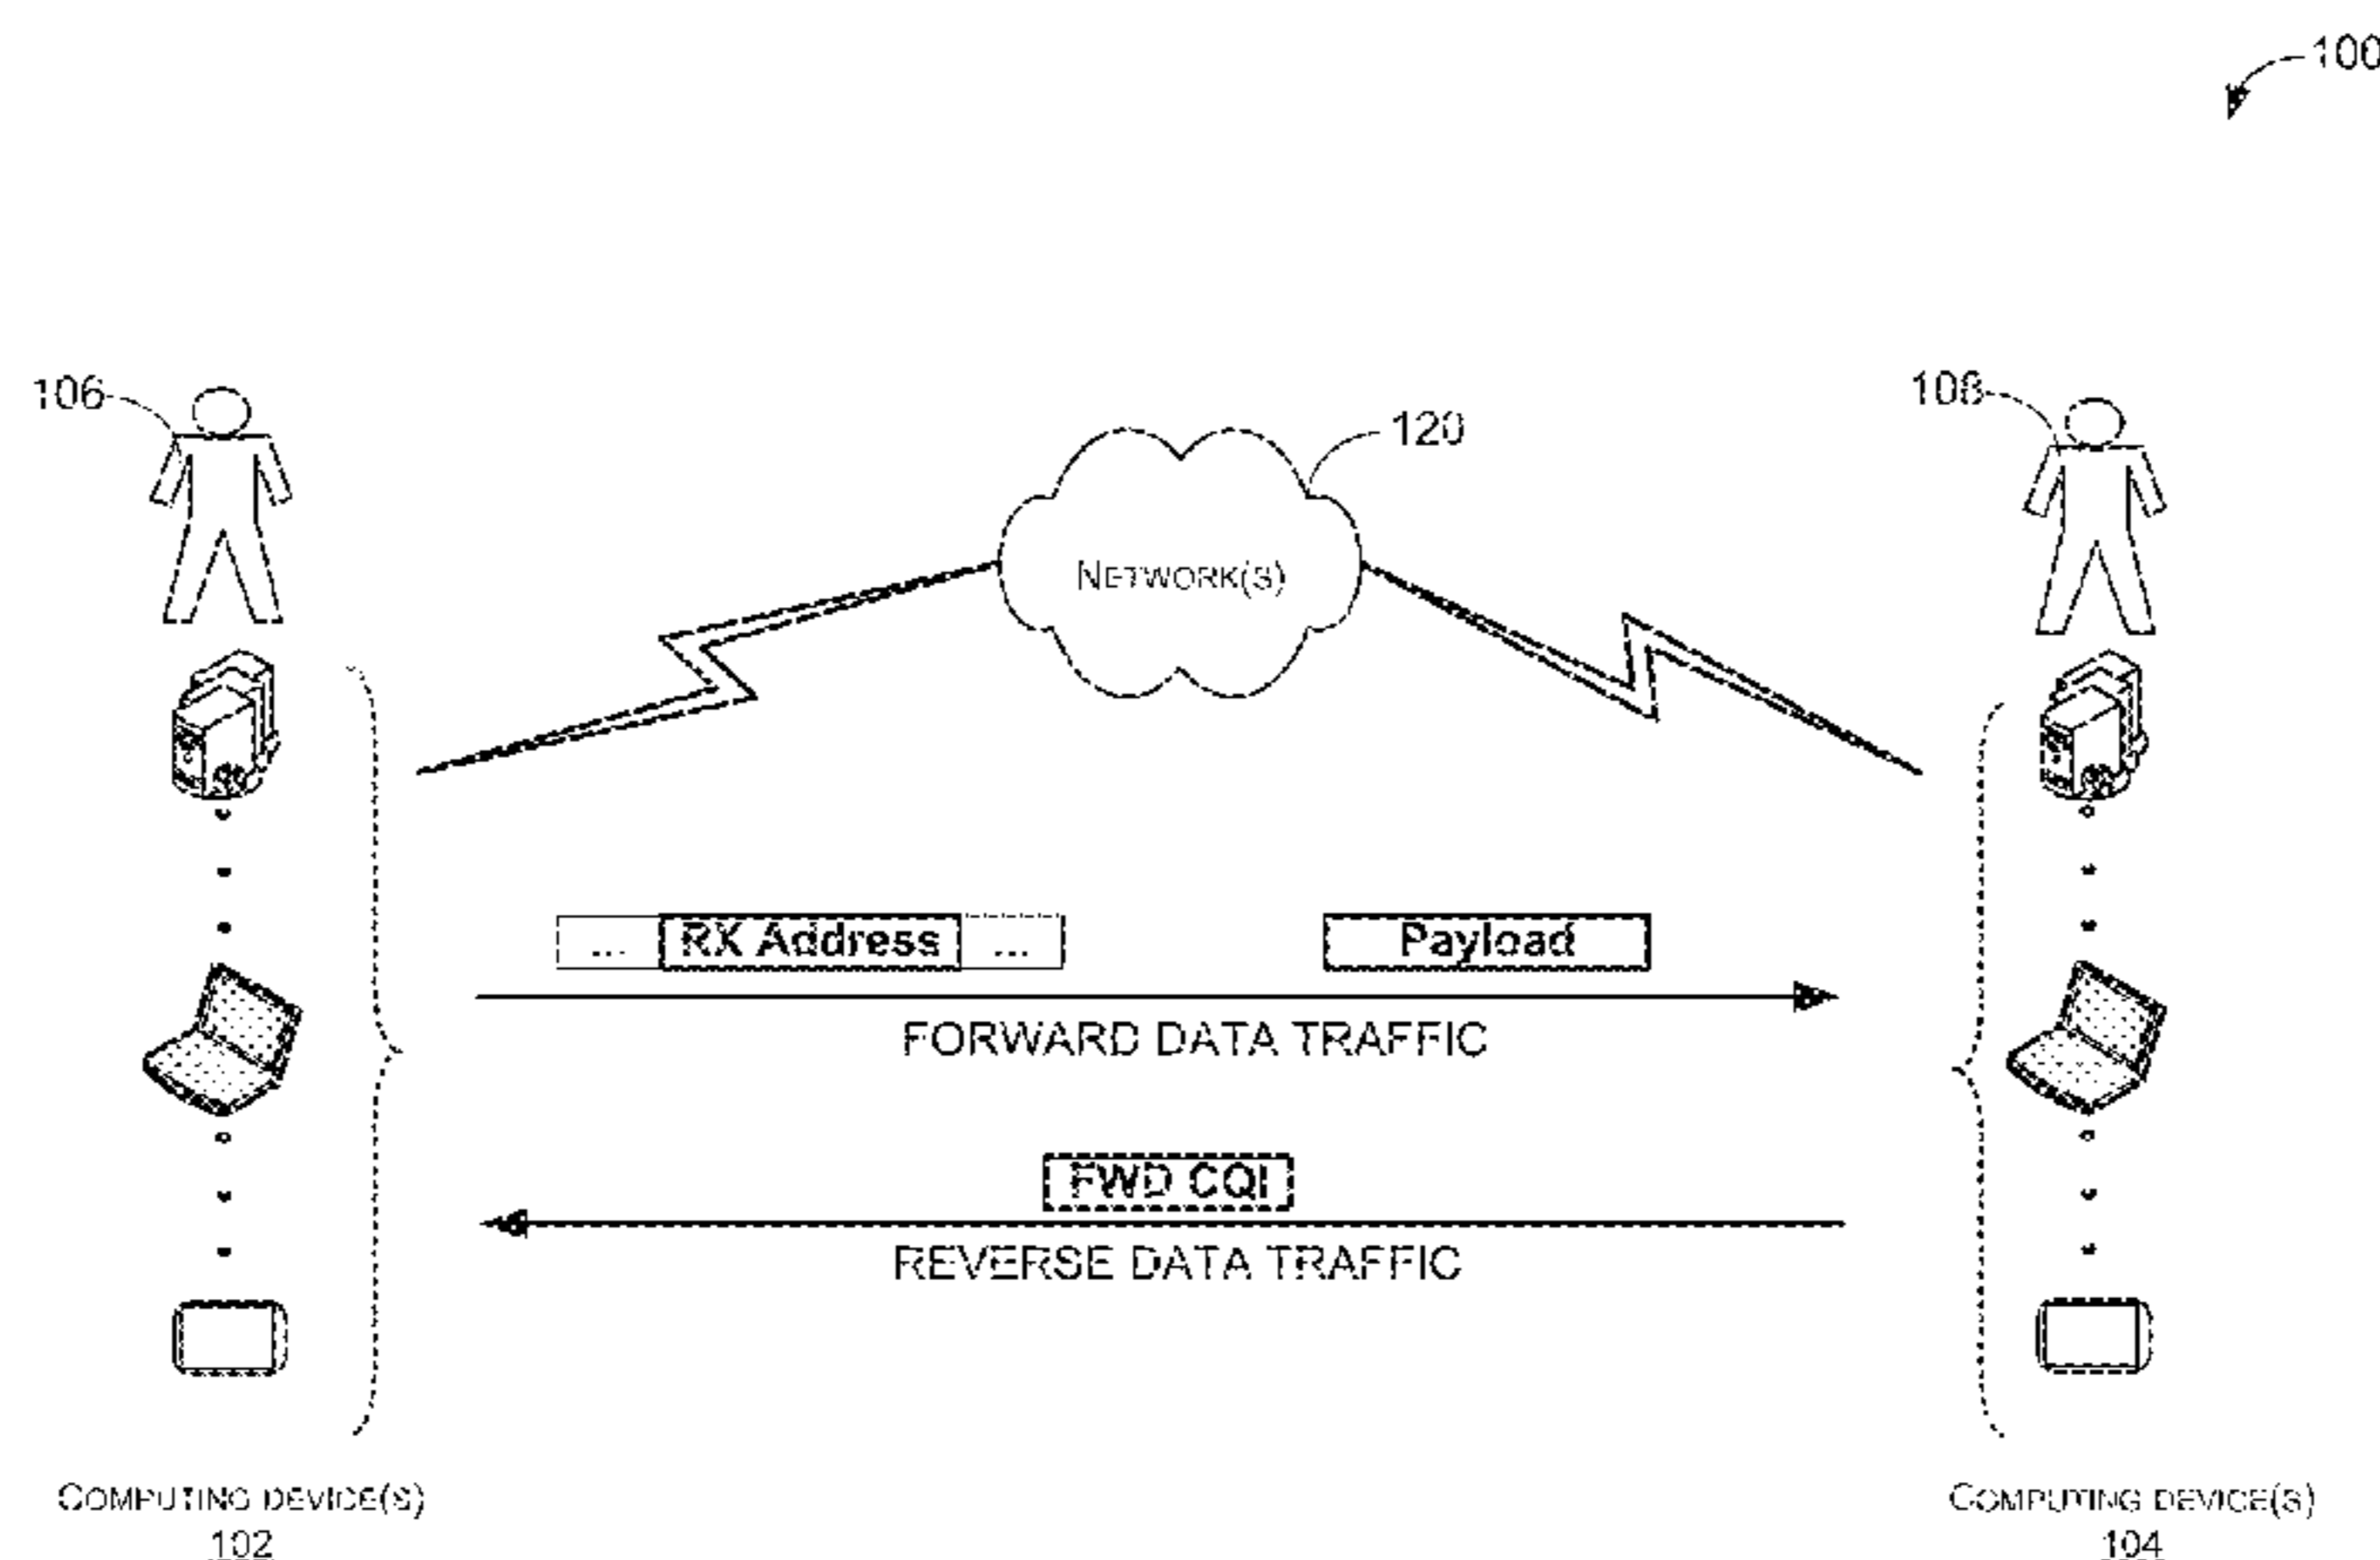 100
106
108
120
NETWORK(S)
... RX Address ...
Payload
FORWARD DATA TRAFFIC
FWD CQI
REVERSE DATA TRAFFIC
COMPUTING DEVICE(S)
102
COMPUTING DEVICE(S)
104